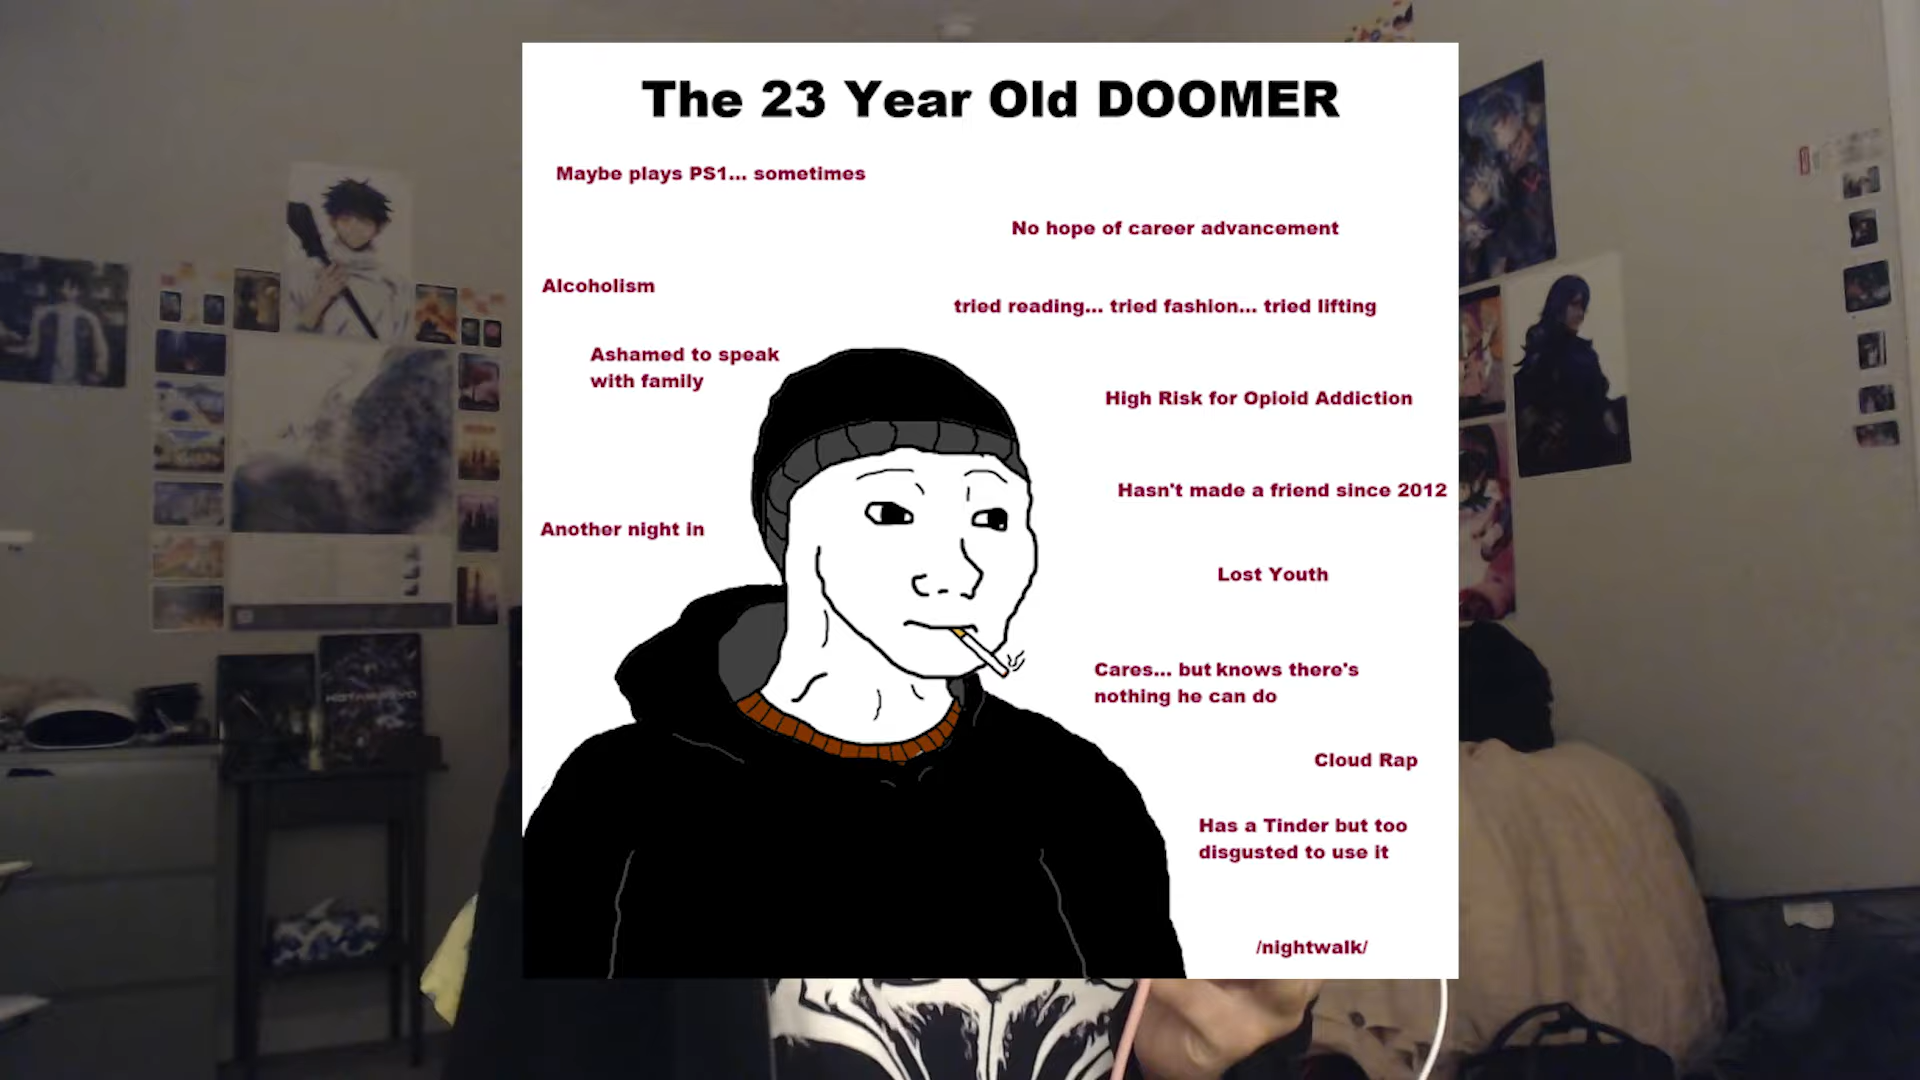 The 23 Year Old DOOMER
Maybe plays PS1... sometimes
No hope of career advancement
Alcoholism
tried reading... tried fashion... tried lifting
Ashamed to speak
with family
High Risk for Opioid Addiction
Hasn't made a friend since 2012
Another night in
Lost Youth
Cares... but knows there's
nothing he can do
Cloud Rap
Has a Tinder but too
disgusted to use it
/nightwalk/